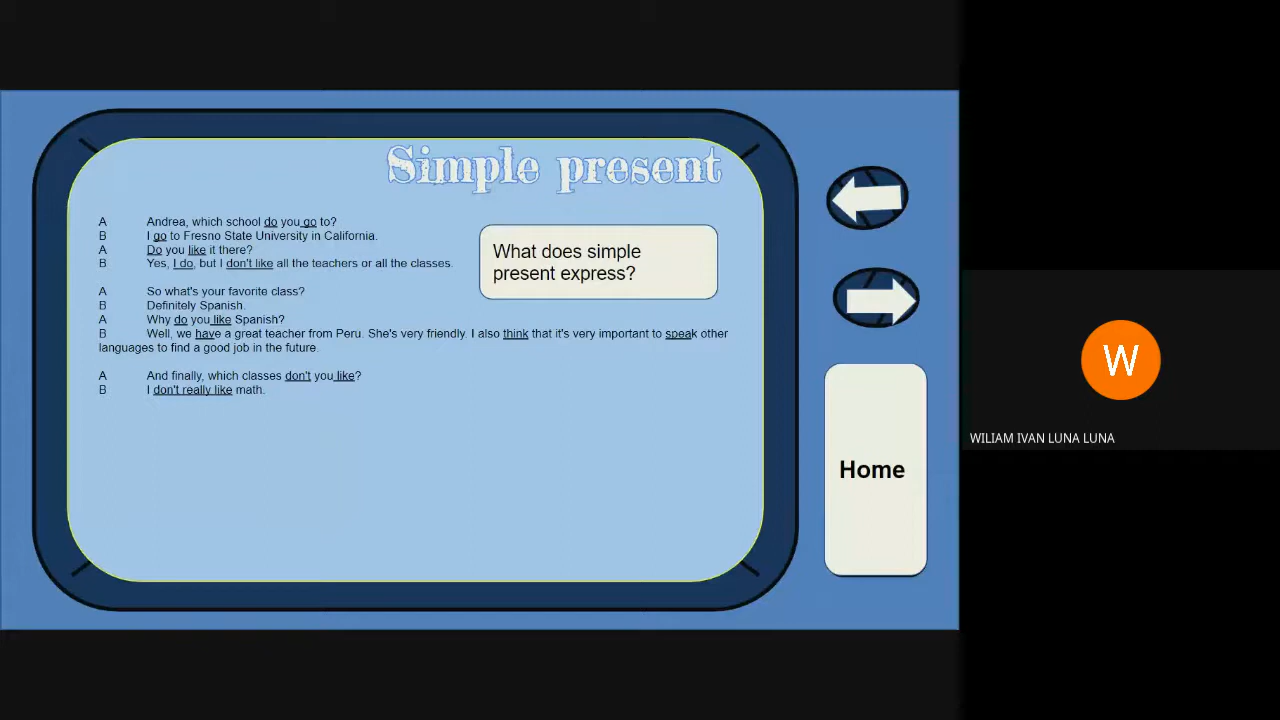 Simple present
A Andrea, which school do you go to?
B I go to Fresno State University in California.
A Do you like it there?
B Yes, I do, but I don't like all the teachers or all the classes.
What does simple
present express?
A So what's your favorite class?
B Definitely Spanish.
A Why do you like Spanish?
B Well, we have a great teacher from Peru. She's very friendly. I also think that it's very important to speak other
languages to find a good job in the future.
A And finally, which classes don't you like?
B I don't really like math.
Home
W
WILIAM IVAN LUNA LUNA